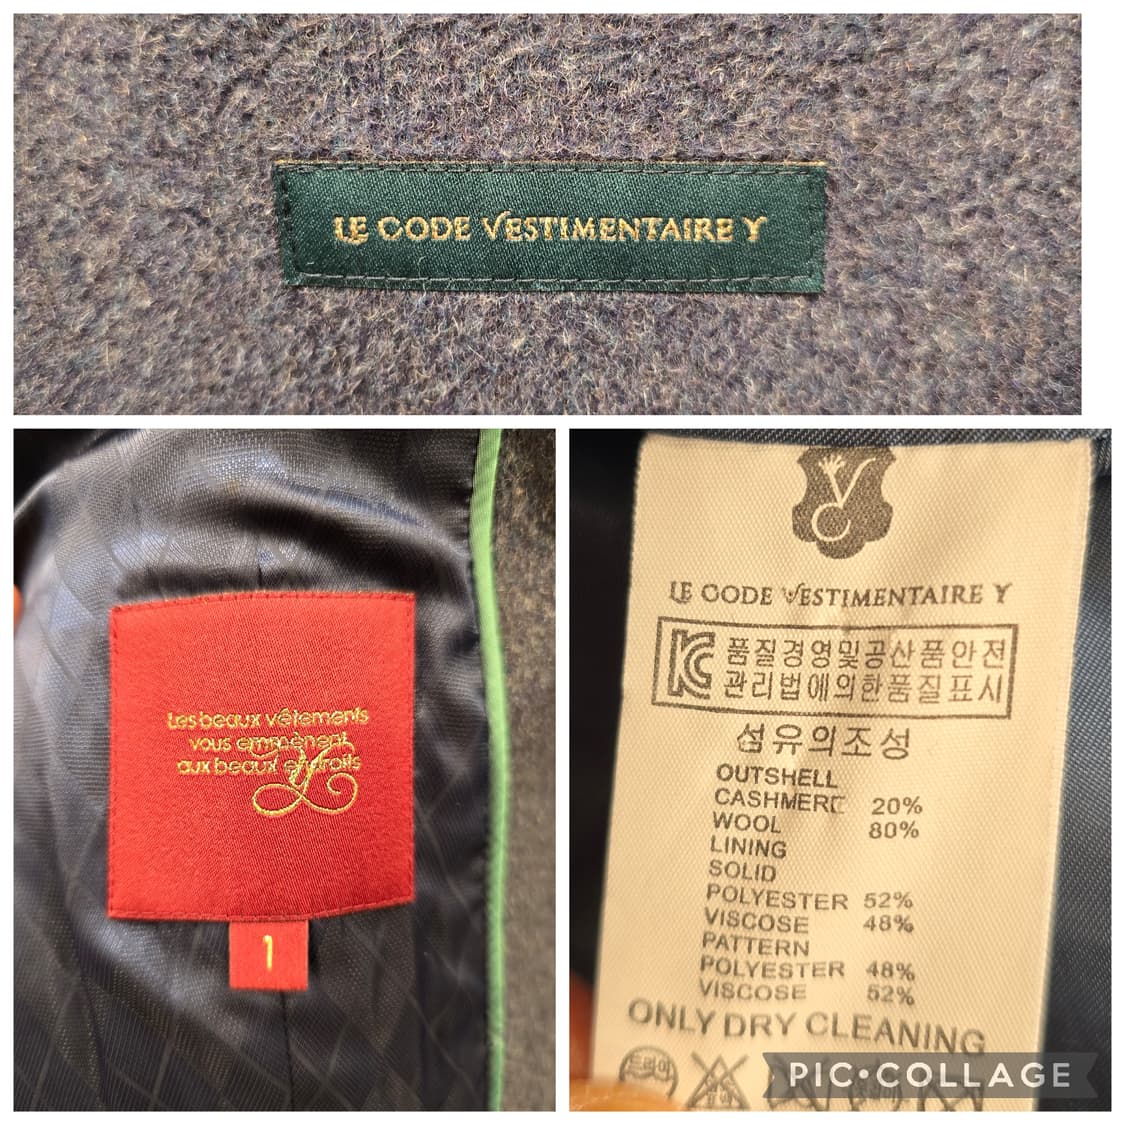 LE CODE VESTIMENTAIRE Y
Les beaux vêtements
vous emmènent
aux beaux endroits
1
LE CODE VESTIMENTAIRE Y
품질경영및공산품안전
관리법에의한품질표시
섬유의조성
OUTSHELL
CASHMERE 20%
WOOL 80%
LINING
SOLID
POLYESTER 52%
VISCOSE 48%
PATTERN
POLYESTER 48%
VISCOSE 52%
ONLY DRY CLEANING
드라이
PIC•COLLAGE